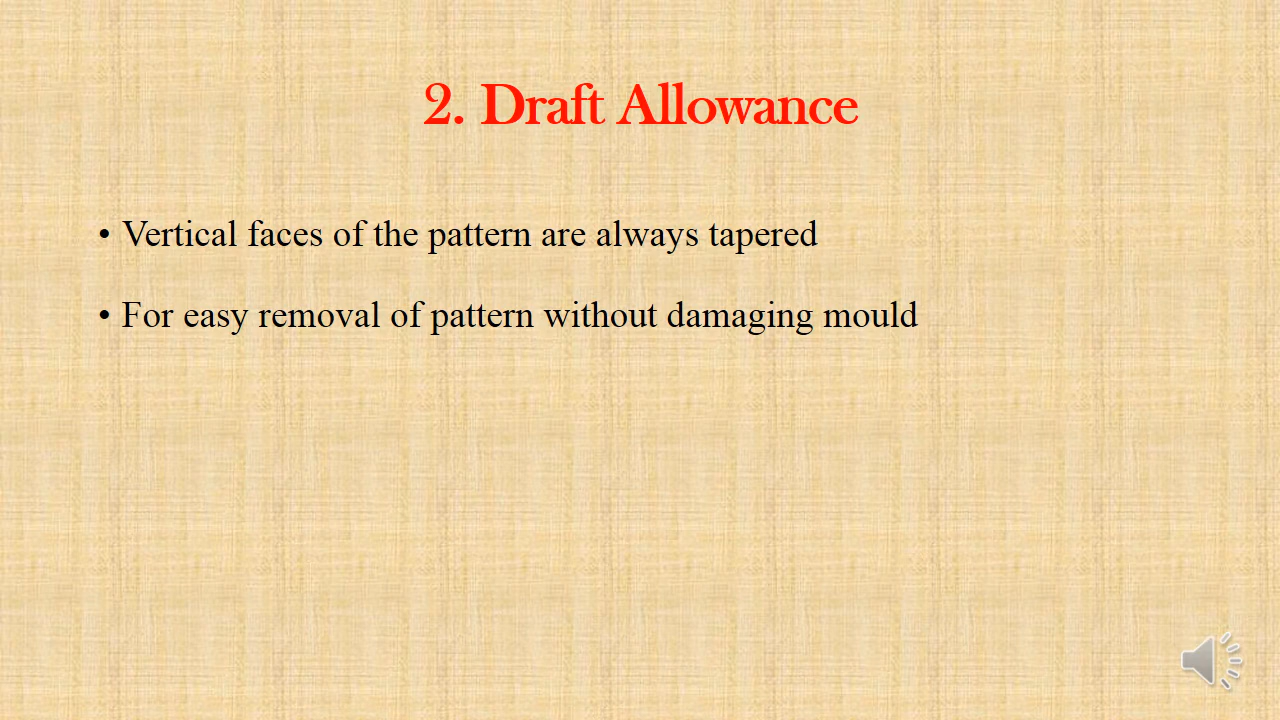 2. Draft Allowance
• Vertical faces of the pattern are always tapered
• For easy removal of pattern without damaging mould